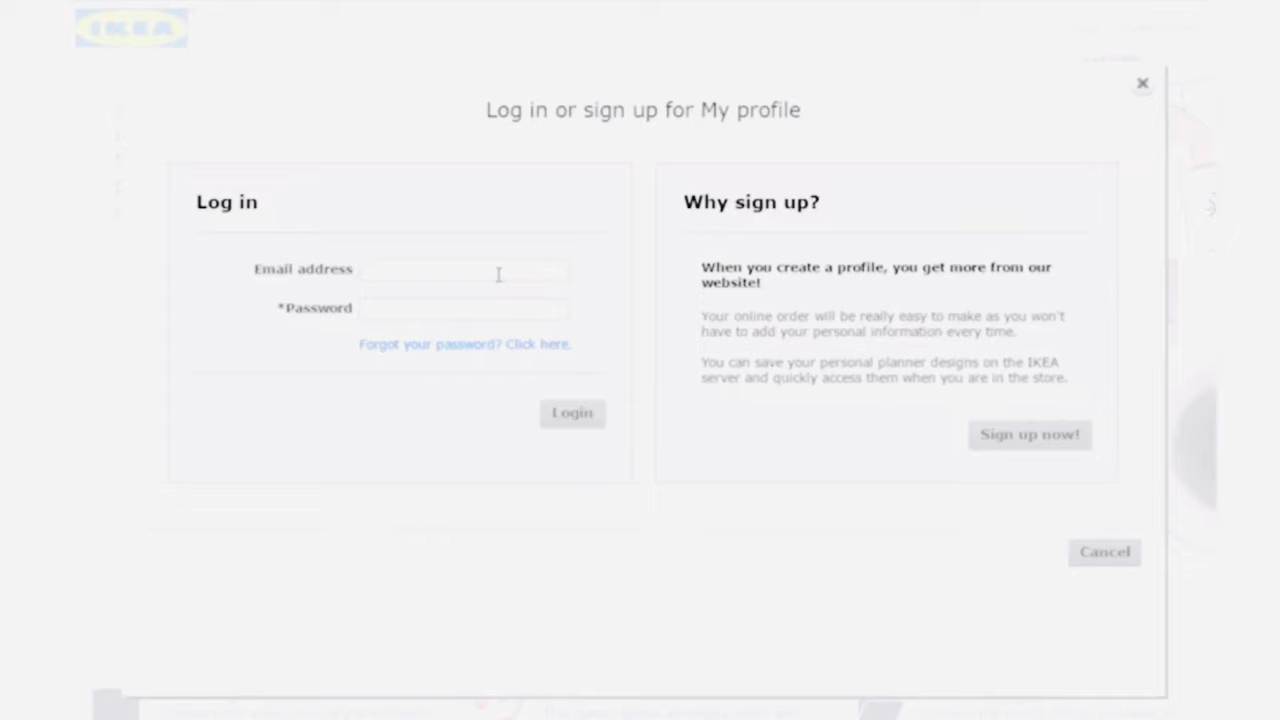 IKEA
Log in or sign up for My profile
Log in
Email address
*Password
Forgot your password? Click here.
Login
Why sign up?
When you create a profile, you get more from our
website!
Your online order will be really easy to make as you won't
have to add your personal information every time.
You can save your personal planner designs on the IKEA
server and quickly access them when you are in the store.
Sign up now!
Cancel